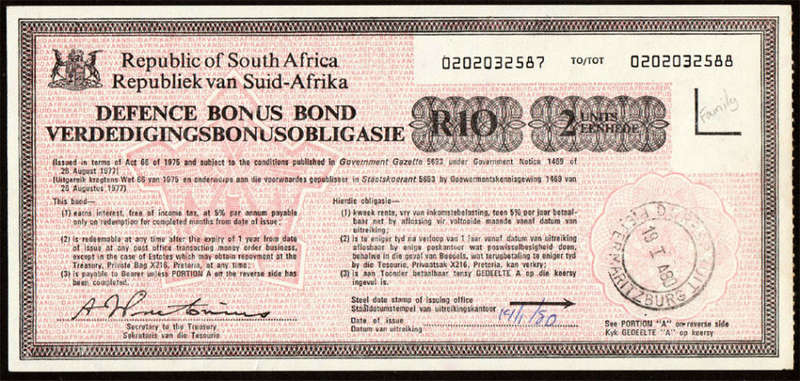 Republic of South Africa
Republiek van Suid-Afrika
0202032587 TO/TOT 0202032588
DEFENCE BONUS BOND
VERDEDIGINGSBONUSOBLIGASIE
R10
2 UNITS
EENHEDE
Family
(Issued in terms of Act 66 of 1975 and subject to the conditions published in Government Gazette 5693 under Government Notice 1469 of
26 August 1977)
(Uitgereik kragtens Wet 66 van 1975 en onderworpe aan die voorwaardes gepubliseer in Staatskoerant 5693 by Goewermentskennisgewing 1469 van
26 Augustus 1977)
This bond—
(1) earns interest, free of income tax, at 5% per annum payable
only on redemption for completed months from date of issue;
(2) is redeemable at any time after the expiry of 1 year from date
of issue at any post office transacting money order business,
except in the case of Estates which may obtain repayment at the
Treasury, Private Bag X216, Pretoria, at any time;
(3) is payable to Bearer unless PORTION A on the reverse side has
been completed.
Hierdie obligasie—
(1) kweek rente, vry van inkomstebelasting, teen 5% per jaar betaal-
baar net by aflossing vir voltooide maande vanaf datum van
uitreiking;
(2) is te eniger tyd na verloop van 1 jaar vanaf datum van uitreiking
aflosbaar by enige poskantoor wat poswisselbesigheid doen,
behalwe in die geval van Boedels, wat terugbetaling te eniger tyd
by die Tesourie, Privaatsak X216, Pretoria, kan verkry;
(3) is aan Toonder betaalbaar tensy GEDEELTE A op die keersy
ingevul is.
Secretary to the Treasury
Sekretaris van die Tesourie
Steel date stamp of issuing office
Staaldatumstempel van uitreikingskantoor
Date of issue
Datum van uitreiking
19/1/80
19 I
See PORTION "A" on reverse side
Kyk GEDEELTE "A" op keersy